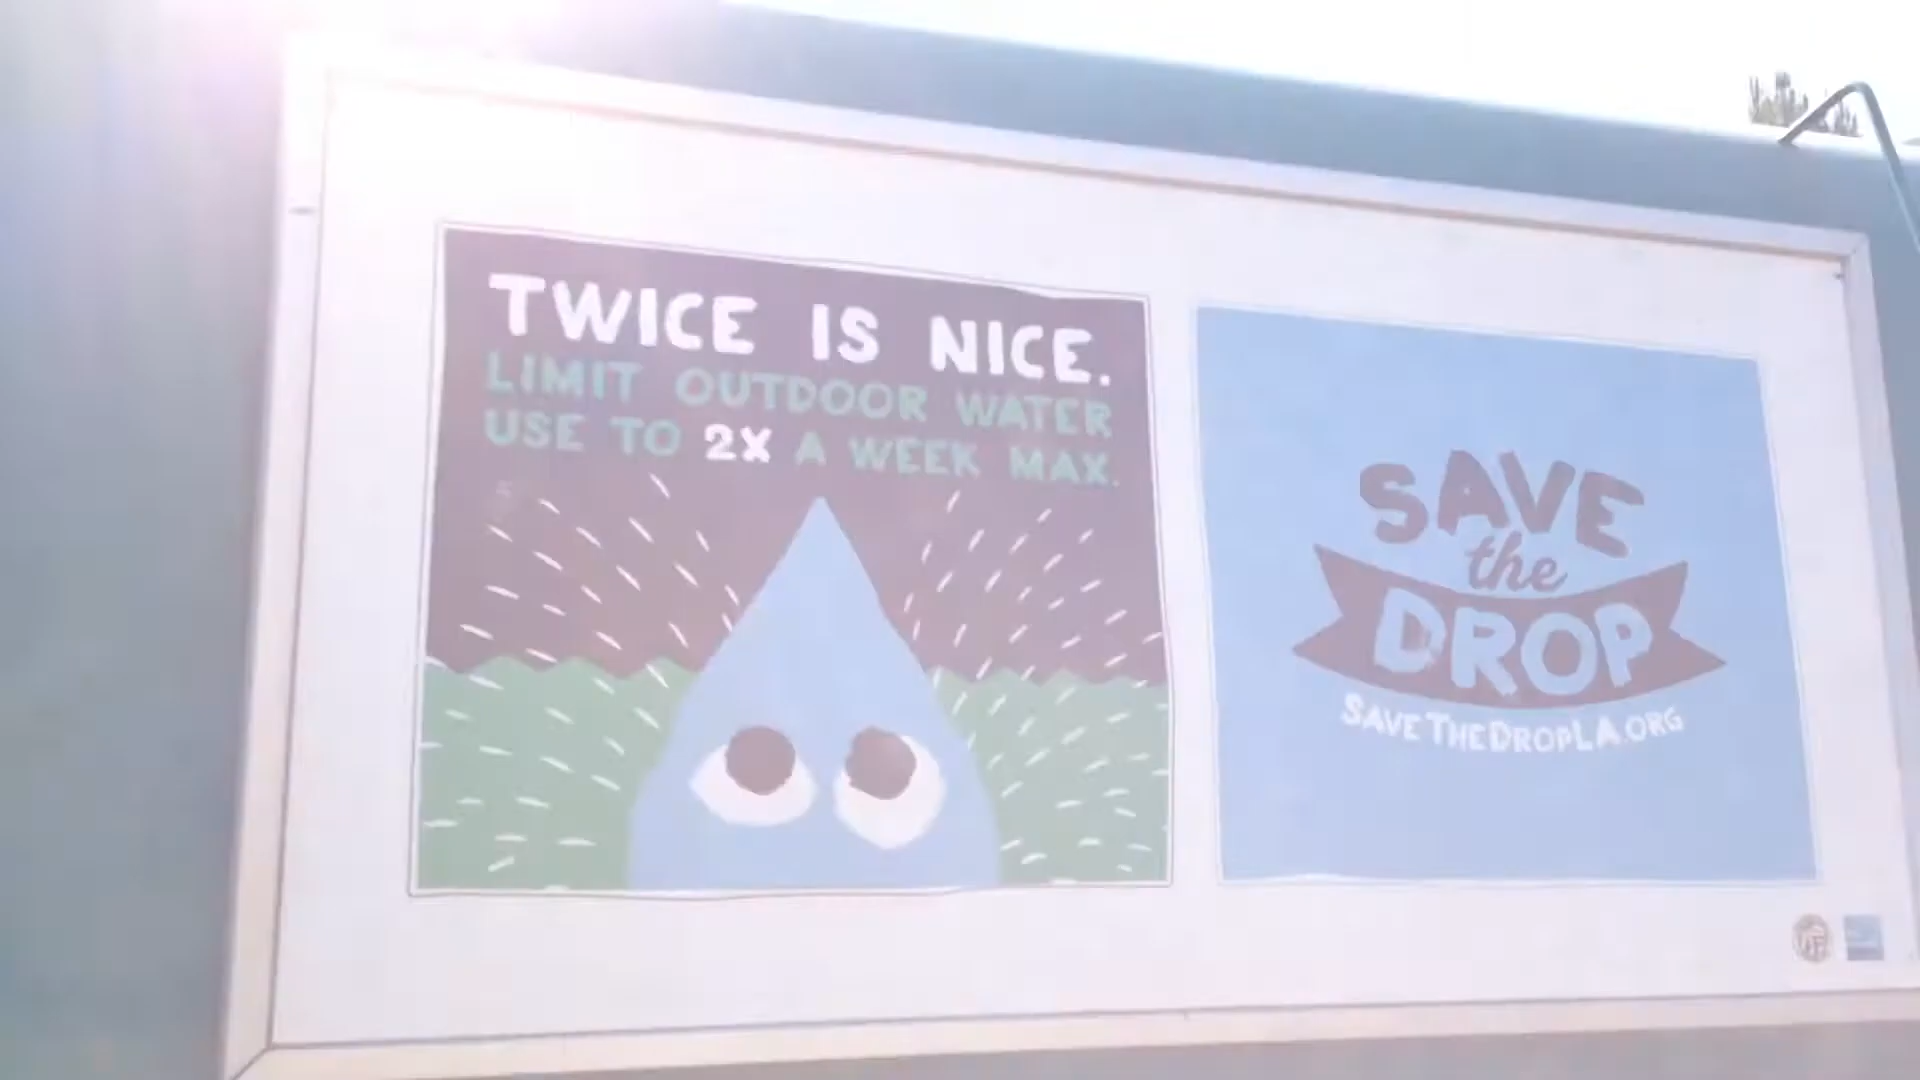 TWICE IS NICE.
LIMIT OUTDOOR WATER
USE TO 2X A WEEK MAX.
SAVE
the
DROP
SAVETHEDROPLA.ORG